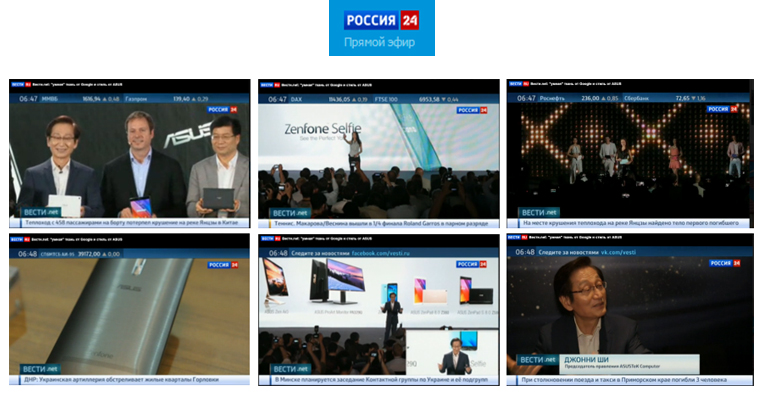 РОССИЯ 24
Прямой эфир
ВЕСТИ Вести.net: "умная" ткань от Google и стиль от ASUS
06:47 ММВБ 1616,94 ▲ 0,48 Газпром 139,40 ▲ 0,29
РОССИЯ 24
ASUS
ВЕСТИ.net
Теплоход с 458 пассажирами на борту потерпел крушение на реке Янцзы в Китае
ВЕСТИ Вести.net: "умная" ткань от Google и стиль от ASUS
06:47 DAX 11436,05 ▲ 0,19 FTSE 100 6953,58 ▼ 0,44
РОССИЯ 24
Zenfone Selfie
See the Perfect You
ВЕСТИ.net
Теннис. Макарова/Веснина вышли в 1/4 финала Roland Garros в парном разряде
ВЕСТИ Вести.net: "умная" ткань от Google и стиль от ASUS
06:47 Роснефть 236,00 ▲ 0,85 Сбербанк 72,65 ▼ 1,16
РОССИЯ 24
ВЕСТИ.net
На месте крушения теплохода на реке Янцзы найдено тело первого погибшего
ВЕСТИ Вести.net: "умная" ткань от Google и стиль от ASUS
06:48 39172,00 ▲ 0,00
РОССИЯ 24
ASUS
ВЕСТИ.net
ДНР: Украинская артиллерия обстреливает жилые кварталы Горловки
ВЕСТИ Вести.net: "умная" ткань от Google и стиль от ASUS
06:48 Следите за новостями facebook.com/vesti.ru
РОССИЯ 24
Selfie
ВЕСТИ.net
В Минске планируется заседание Контактной группы по Украине и её подгрупп
ВЕСТИ Вести.net: "умная" ткань от Google и стиль от ASUS
06:48 Следите за новостями vk.com/vesti
РОССИЯ 24
ДЖОННИ ШИ
Председатель правления ASUSTeK Computer
ВЕСТИ.net
При столкновении поезда и такси в Приморском крае погибли 3 человека